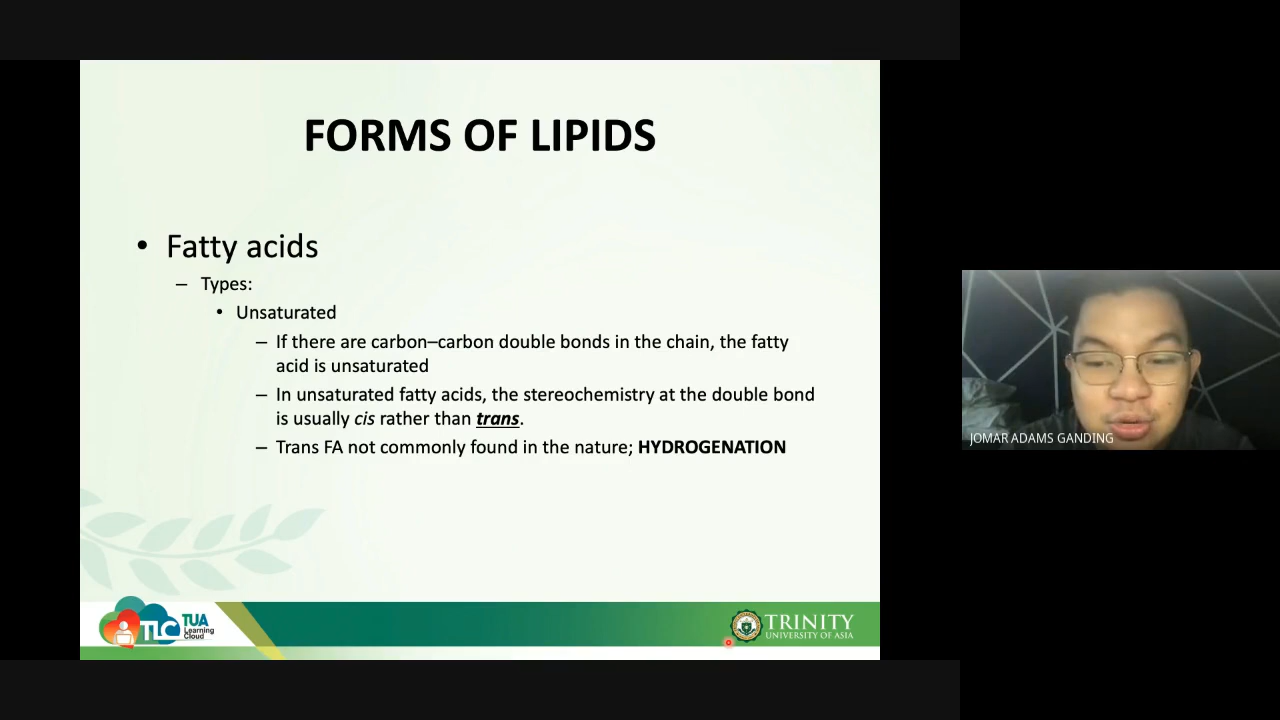 FORMS OF LIPIDS
• Fatty acids
– Types:
• Unsaturated
– If there are carbon–carbon double bonds in the chain, the fatty
acid is unsaturated
– In unsaturated fatty acids, the stereochemistry at the double bond
is usually cis rather than trans.
– Trans FA not commonly found in the nature; HYDROGENATION
JOMAR ADAMS GANDING
TLC
TUA
Learning
Cloud
TRINITY
UNIVERSITY OF ASIA